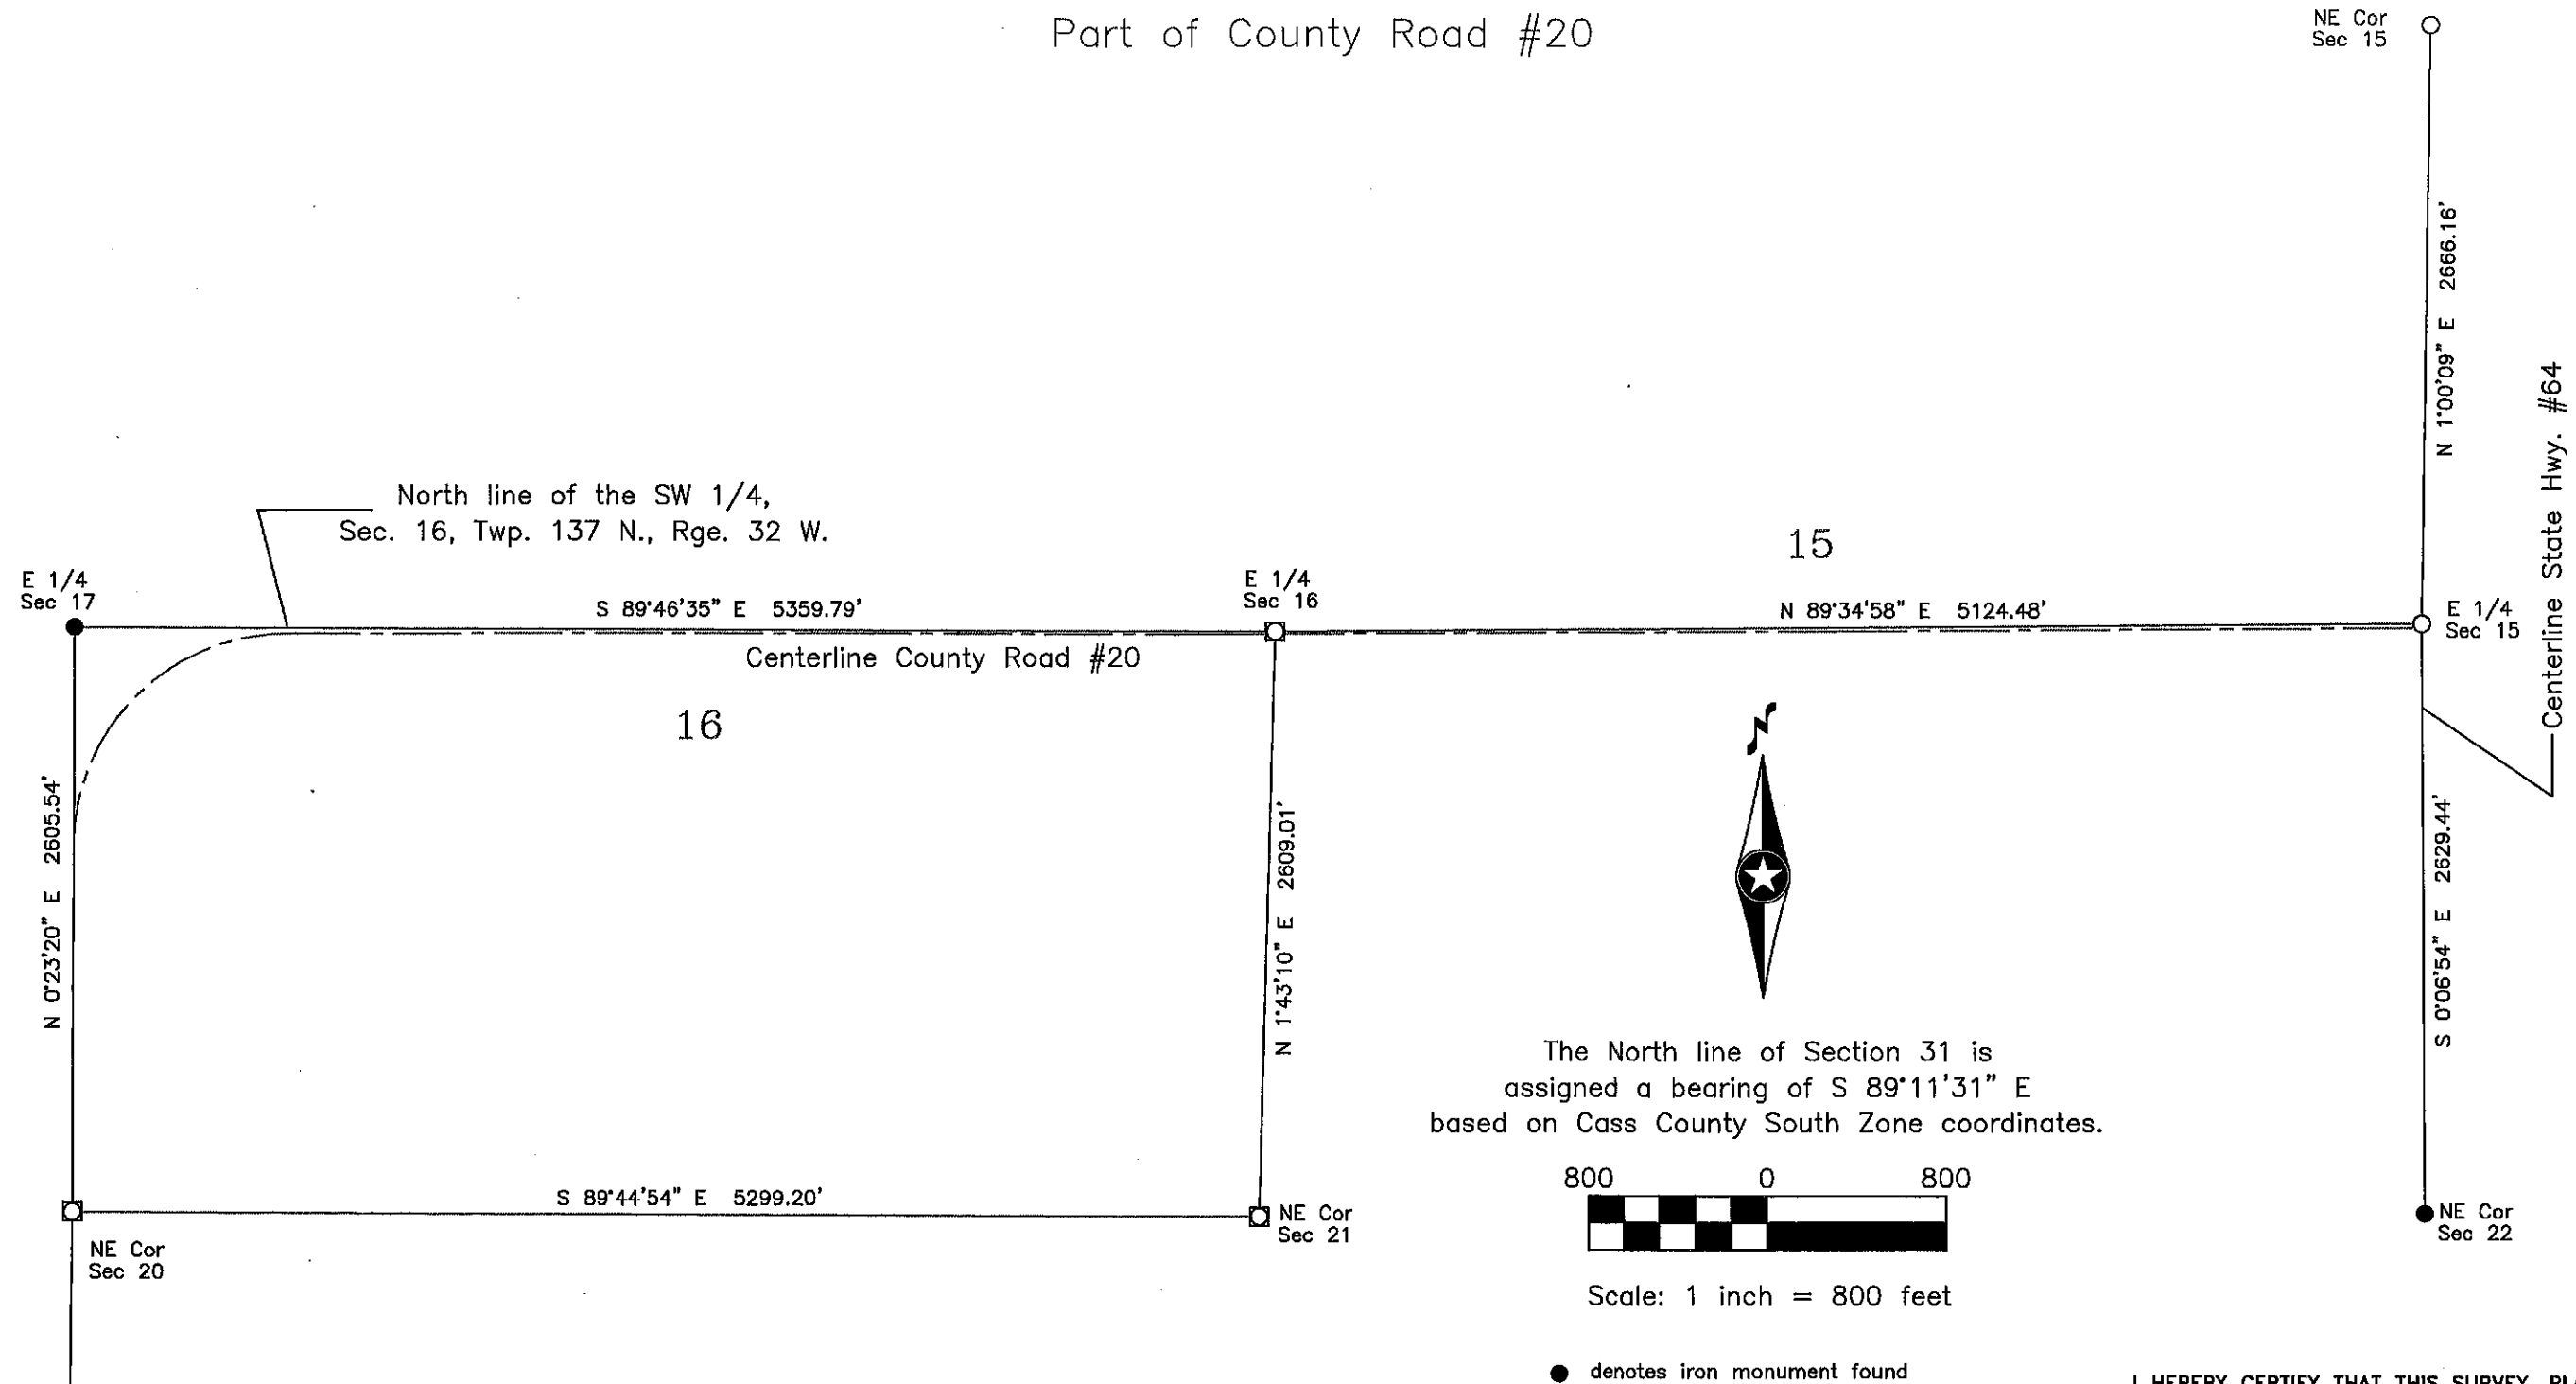 Part of County Road #20
NE Cor
Sec 15
N 1°00'09" E 2666.16'
Centerline State Hwy. #64
North line of the SW 1/4,
Sec. 16, Twp. 137 N., Rge. 32 W.
15
E 1/4
Sec 17
S 89°46'35" E 5359.79'
E 1/4
Sec 16
N 89°34'58" E 5124.48'
E 1/4
Sec 15
Centerline County Road #20
16
N
N 0°23'20" E 2605.54'
N 1°43'10" E 2609.01'
S 0°06'54" E 2629.44'
The North line of Section 31 is
assigned a bearing of S 89°11'31" E
based on Cass County South Zone coordinates.
800 0 800
Scale: 1 inch = 800 feet
S 89°44'54" E 5299.20'
NE Cor
Sec 21
NE Cor
Sec 22
NE Cor
Sec 20
denotes iron monument found
I HEREBY CERTIFY THAT THIS SURVEY,